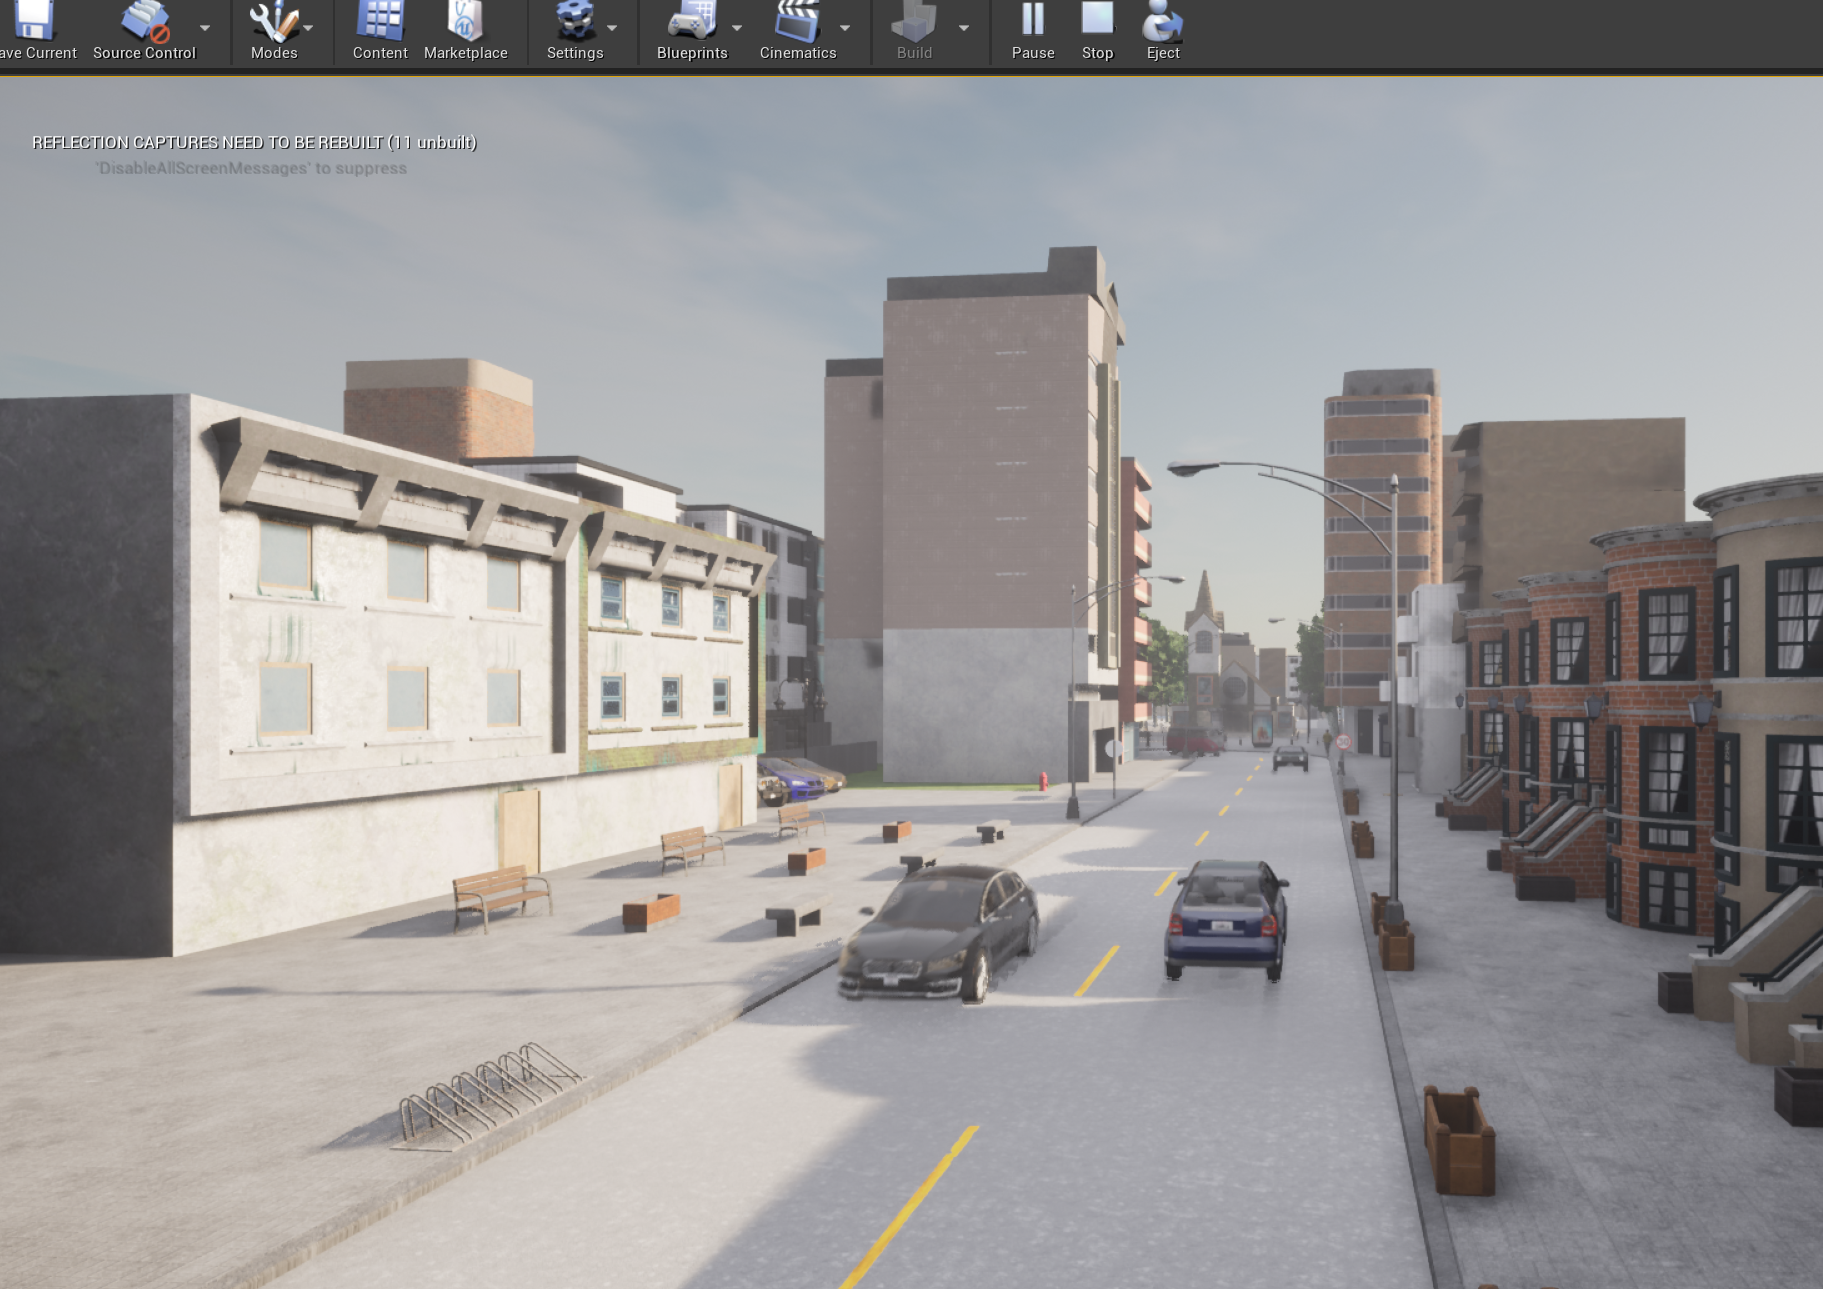 ave Current Source Control Modes Content Marketplace Settings Blueprints Cinematics Build Pause Stop Eject
REFLECTION CAPTURES NEED TO BE REBUILT (11 unbuilt)
'DisableAllScreenMessages' to suppress